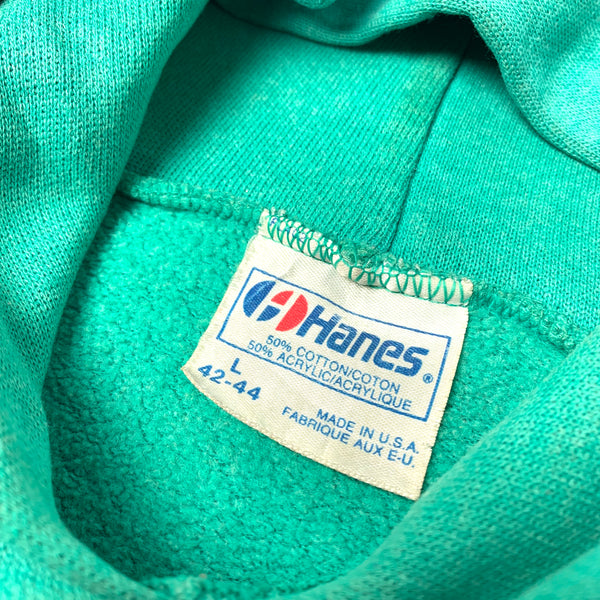 Hanes®
50% COTTON/COTON
50% ACRYLIC/ACRYLIQUE
L
42-44
MADE IN U.S.A.
FABRIQUE AUX E-U.